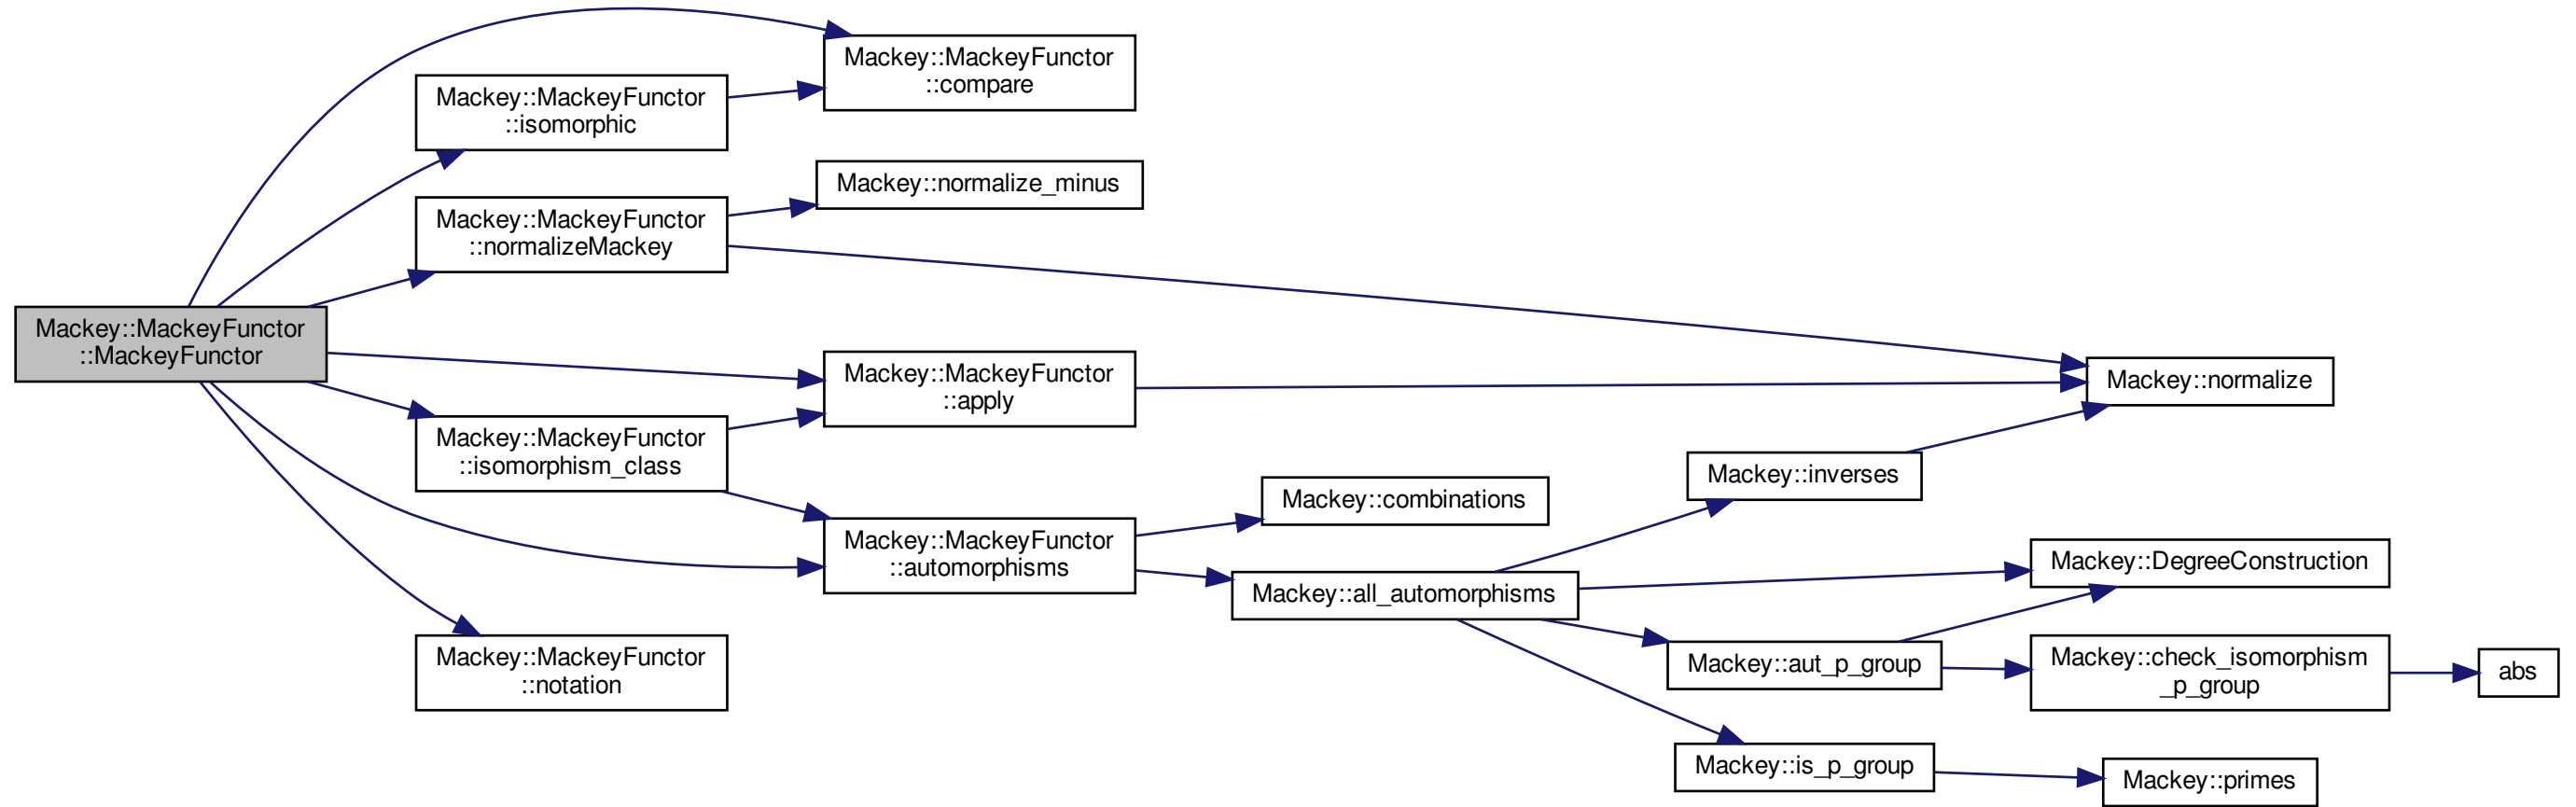 Mackey::MackeyFunctor
::MackeyFunctor
Mackey::MackeyFunctor
::compare
Mackey::MackeyFunctor
::isomorphic
Mackey::MackeyFunctor
::normalizeMackey
Mackey::normalize_minus
Mackey::MackeyFunctor
::apply
Mackey::normalize
Mackey::MackeyFunctor
::isomorphism_class
Mackey::MackeyFunctor
::automorphisms
Mackey::combinations
Mackey::all_automorphisms
Mackey::inverses
Mackey::DegreeConstruction
Mackey::aut_p_group
Mackey::check_isomorphism
_p_group
abs
Mackey::is_p_group
Mackey::primes
Mackey::MackeyFunctor
::notation